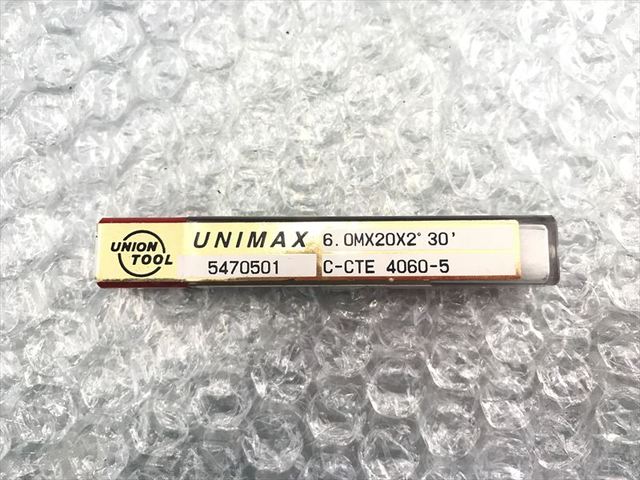 UNION TOOL
UNIMAX 6.0MX20X2°30'
5470501 C-CTE 4060-5